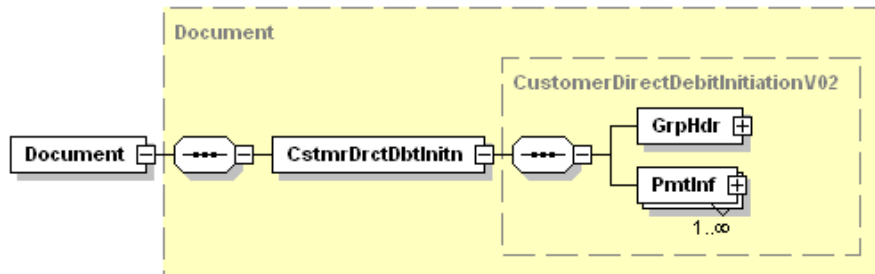 Document
CustomerDirectDebitInitiationV02
GrpHdr
Document
CstmrDrctDbtInitn
PmtInf
1..∞